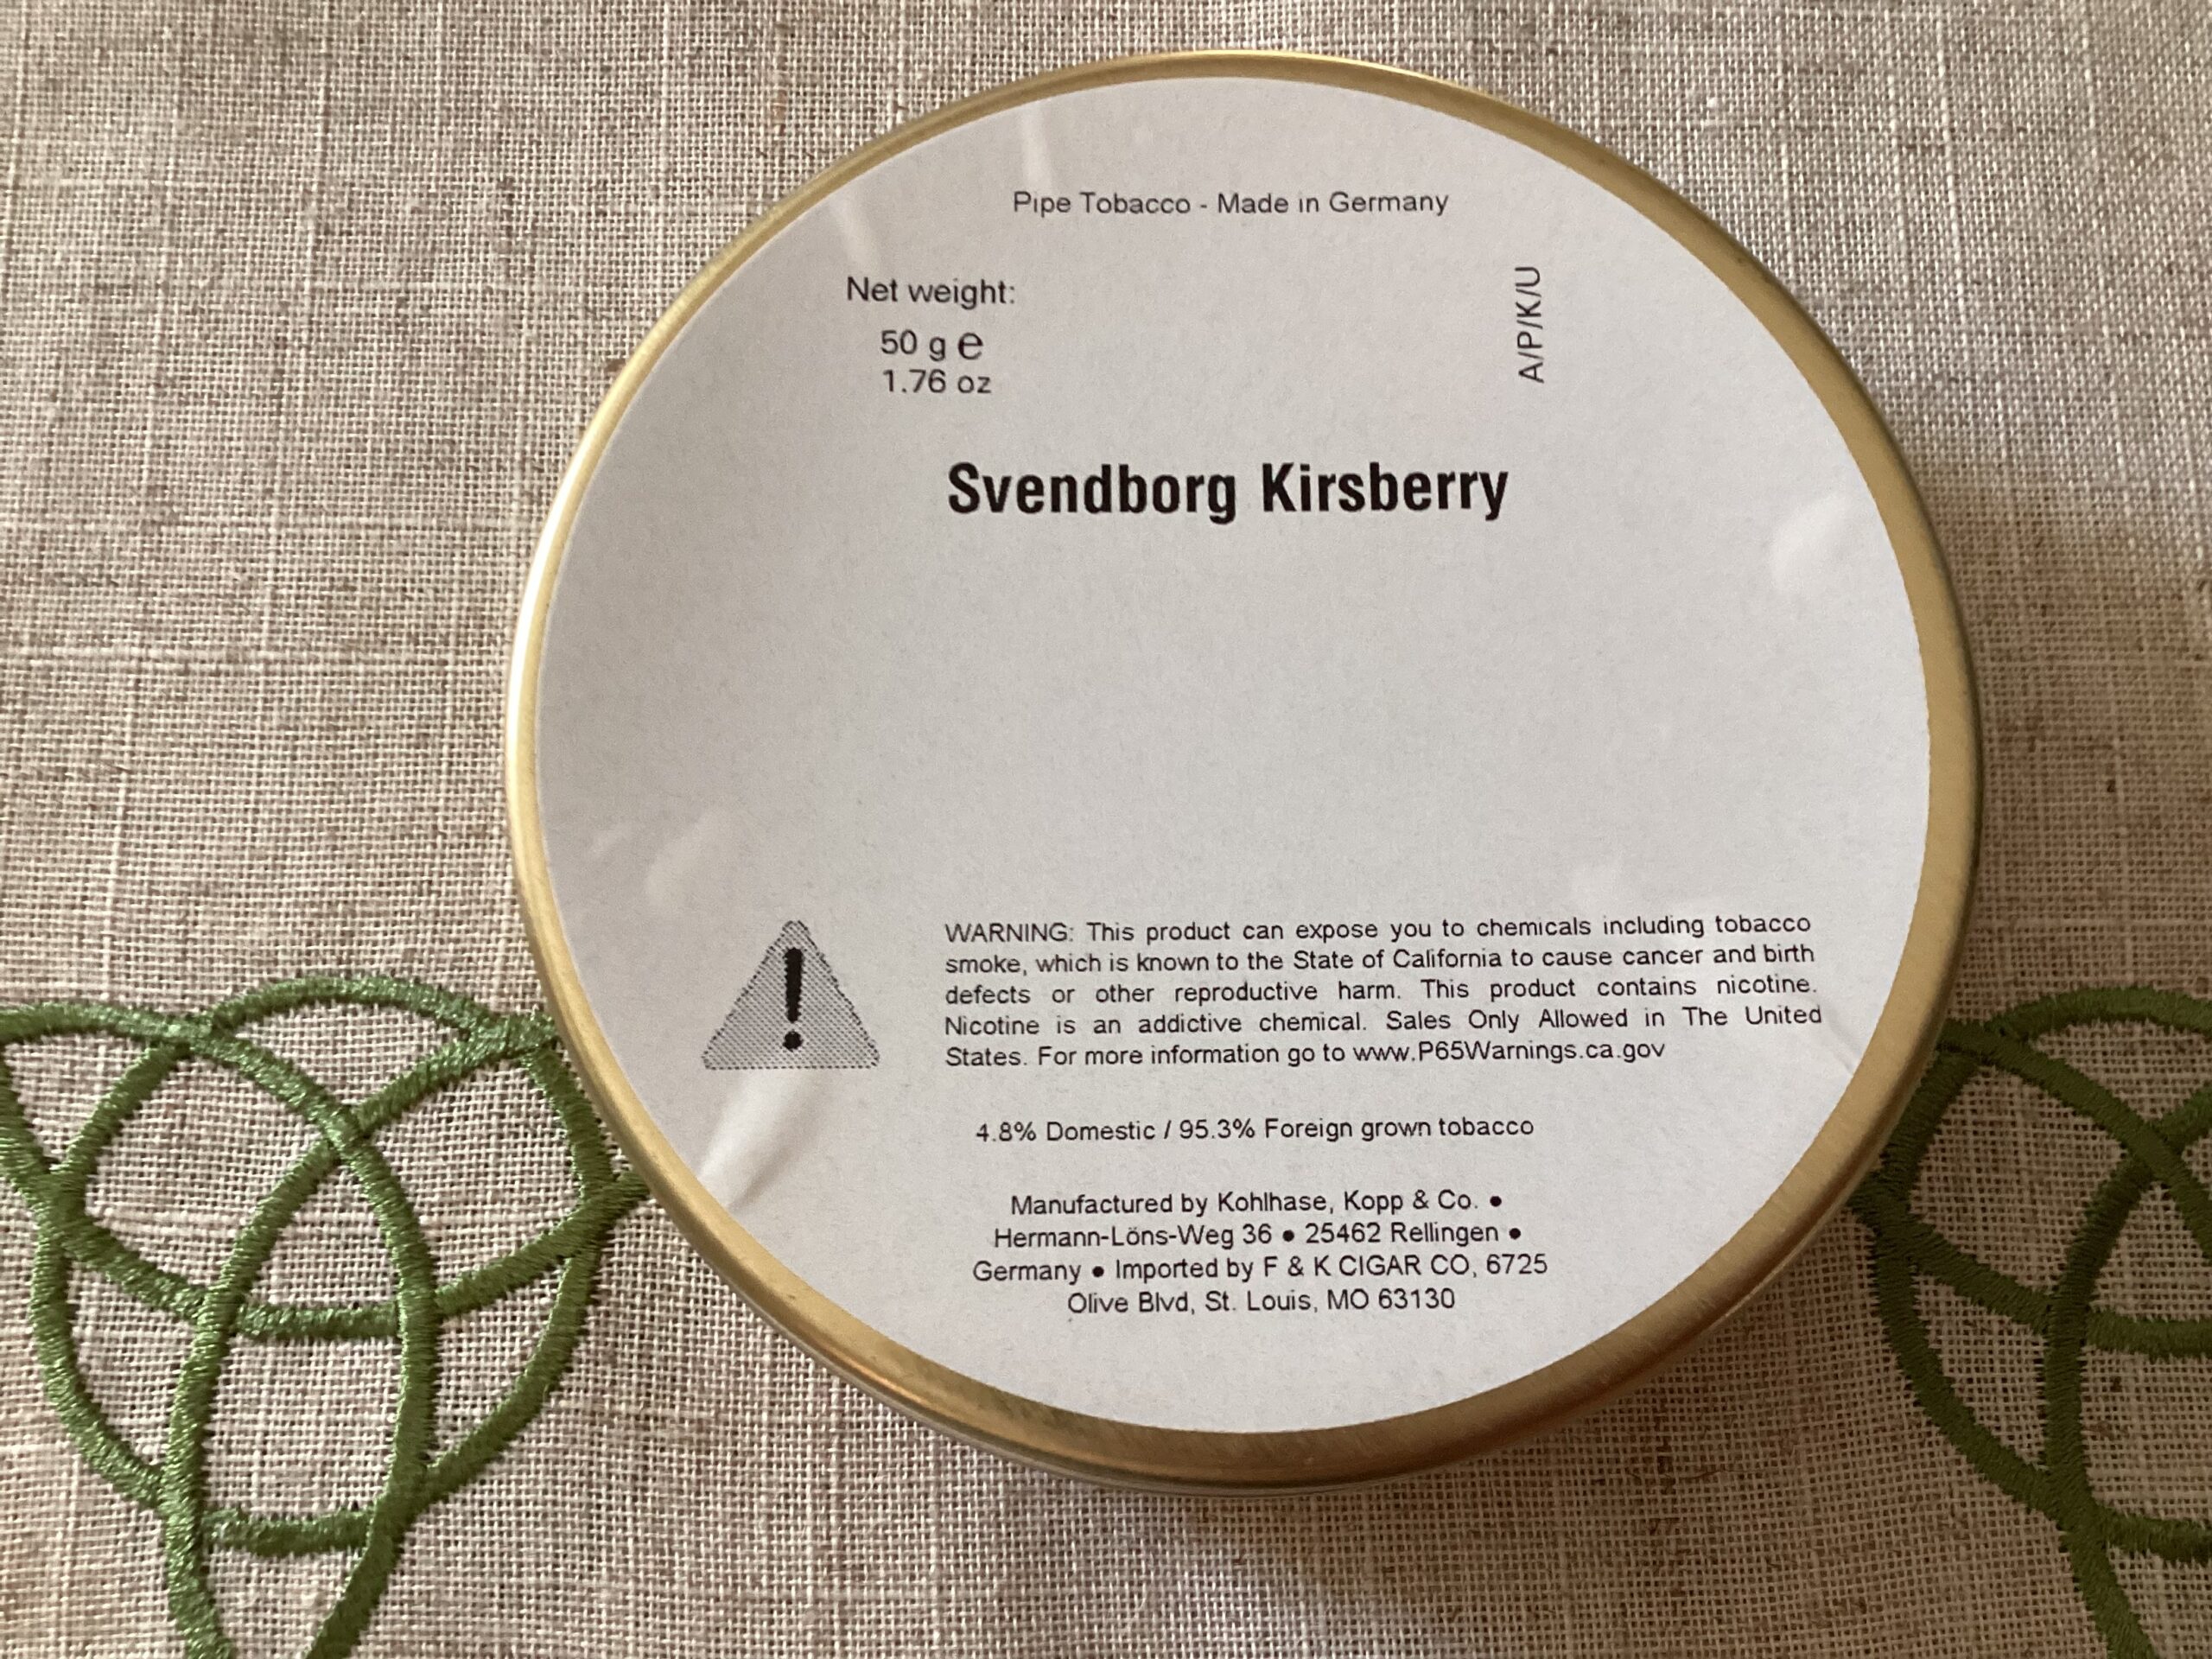 Pipe Tobacco - Made in Germany
Net weight:
50 g e
1.76 oz
A/P/K/U
Svendborg Kirsberry
WARNING: This product can expose you to chemicals including tobacco
smoke, which is known to the State of California to cause cancer and birth
defects or other reproductive harm. This product contains nicotine.
Nicotine is an addictive chemical. Sales Only Allowed in The United
States. For more information go to www.P65Warnings.ca.gov
4.8% Domestic / 95.3% Foreign grown tobacco
Manufactured by Kohlhase, Kopp & Co. •
Hermann-Löns-Weg 36 • 25462 Rellingen •
Germany • Imported by F & K CIGAR CO, 6725
Olive Blvd, St. Louis, MO 63130